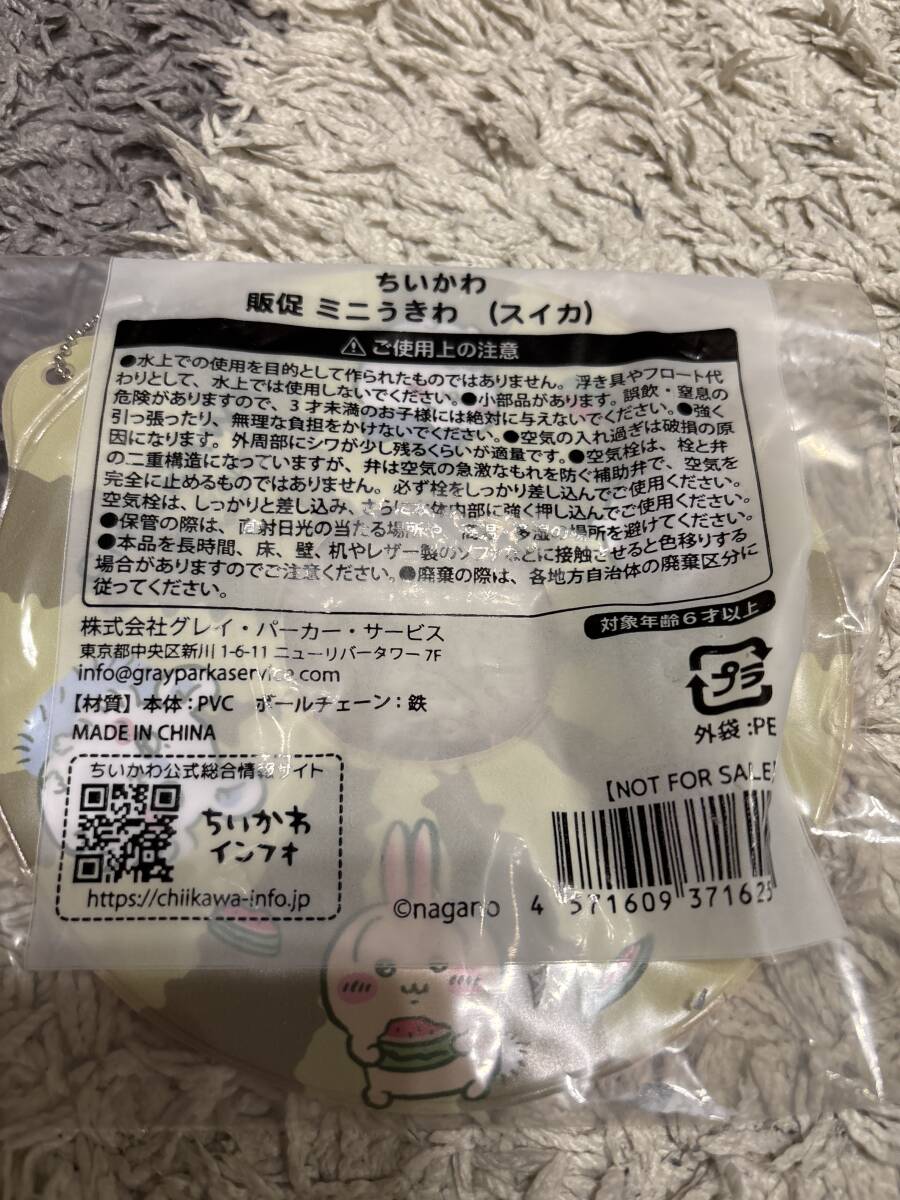 ちいかわ
販促 ミニうきわ (スイカ)
⚠ ご使用上の注意
●水上での使用を目的として作られたものではありません。浮き具やフロート代
わりとして、水上では使用しないでください。●小部品があります。誤飲・窒息の
危険がありますので、3才未満のお子様には絶対に与えないでください。●強く
引っ張ったり、無理な負担をかけないでください。●空気の入れ過ぎは破損の原
因になります。外周部にシワが少し残るくらいが適量です。●空気栓は、栓と弁
の二重構造になっていますが、弁は空気の急激なもれを防ぐ補助弁で、空気を
完全に止めるものではありません。必ず栓をしっかり差し込んでご使用ください。
空気栓は、しっかりと差し込み、さらに本体内部に強く押し込んでご使用ください。
●保管の際は、直射日光の当たる場所や、高温・多湿の場所を避けてください。
●本品を長時間、床、壁、机やレザー製のソファなどに接触させると色移りする
場合がありますのでご注意ください。●廃棄の際は、各地方自治体の廃棄区分に
従ってください。
対象年齢6才以上
株式会社グレイ・パーカー・サービス
東京都中央区新川 1-6-11 ニューリバータワー 7F
info@grayparkaservice.com
【材質】本体:PVC ボールチェーン:鉄
MADE IN CHINA
プラ
外袋:PE
ちいかわ公式総合情報サイト
ちいかわ
インフォ
https://chiikawa-info.jp
【NOT FOR SALE】
©nagano
4 571609 371625